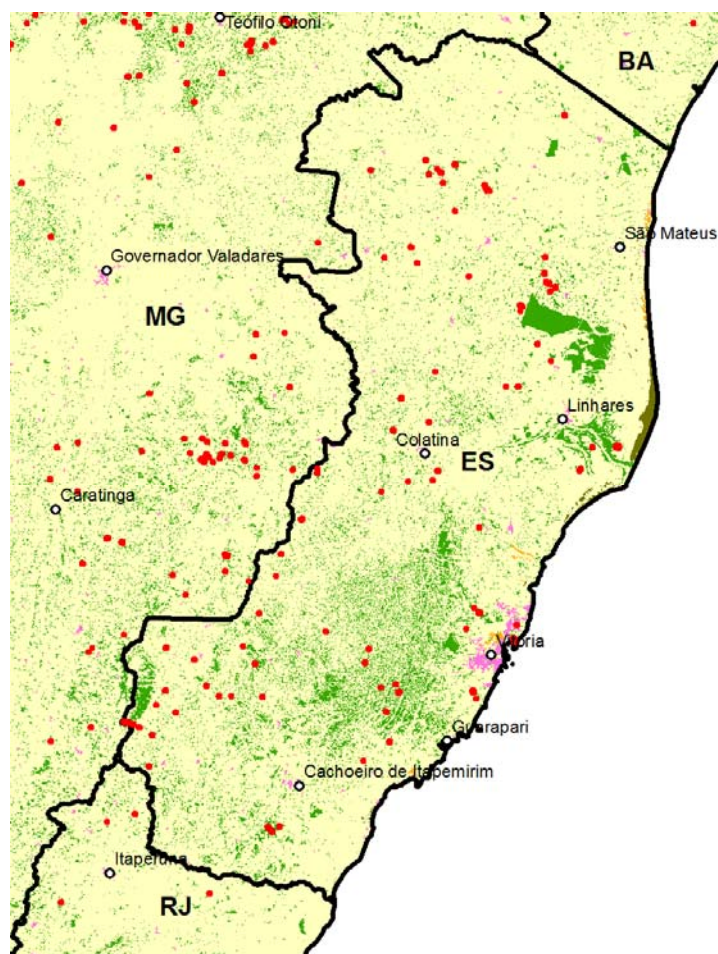 Teófilo Otoni
BA
São Mateus
Governador Valadares
MG
Linhares
Colatina
ES
Caratinga
Vitória
Guarapari
Cachoeiro de Itapemirim
Itaperuna
RJ